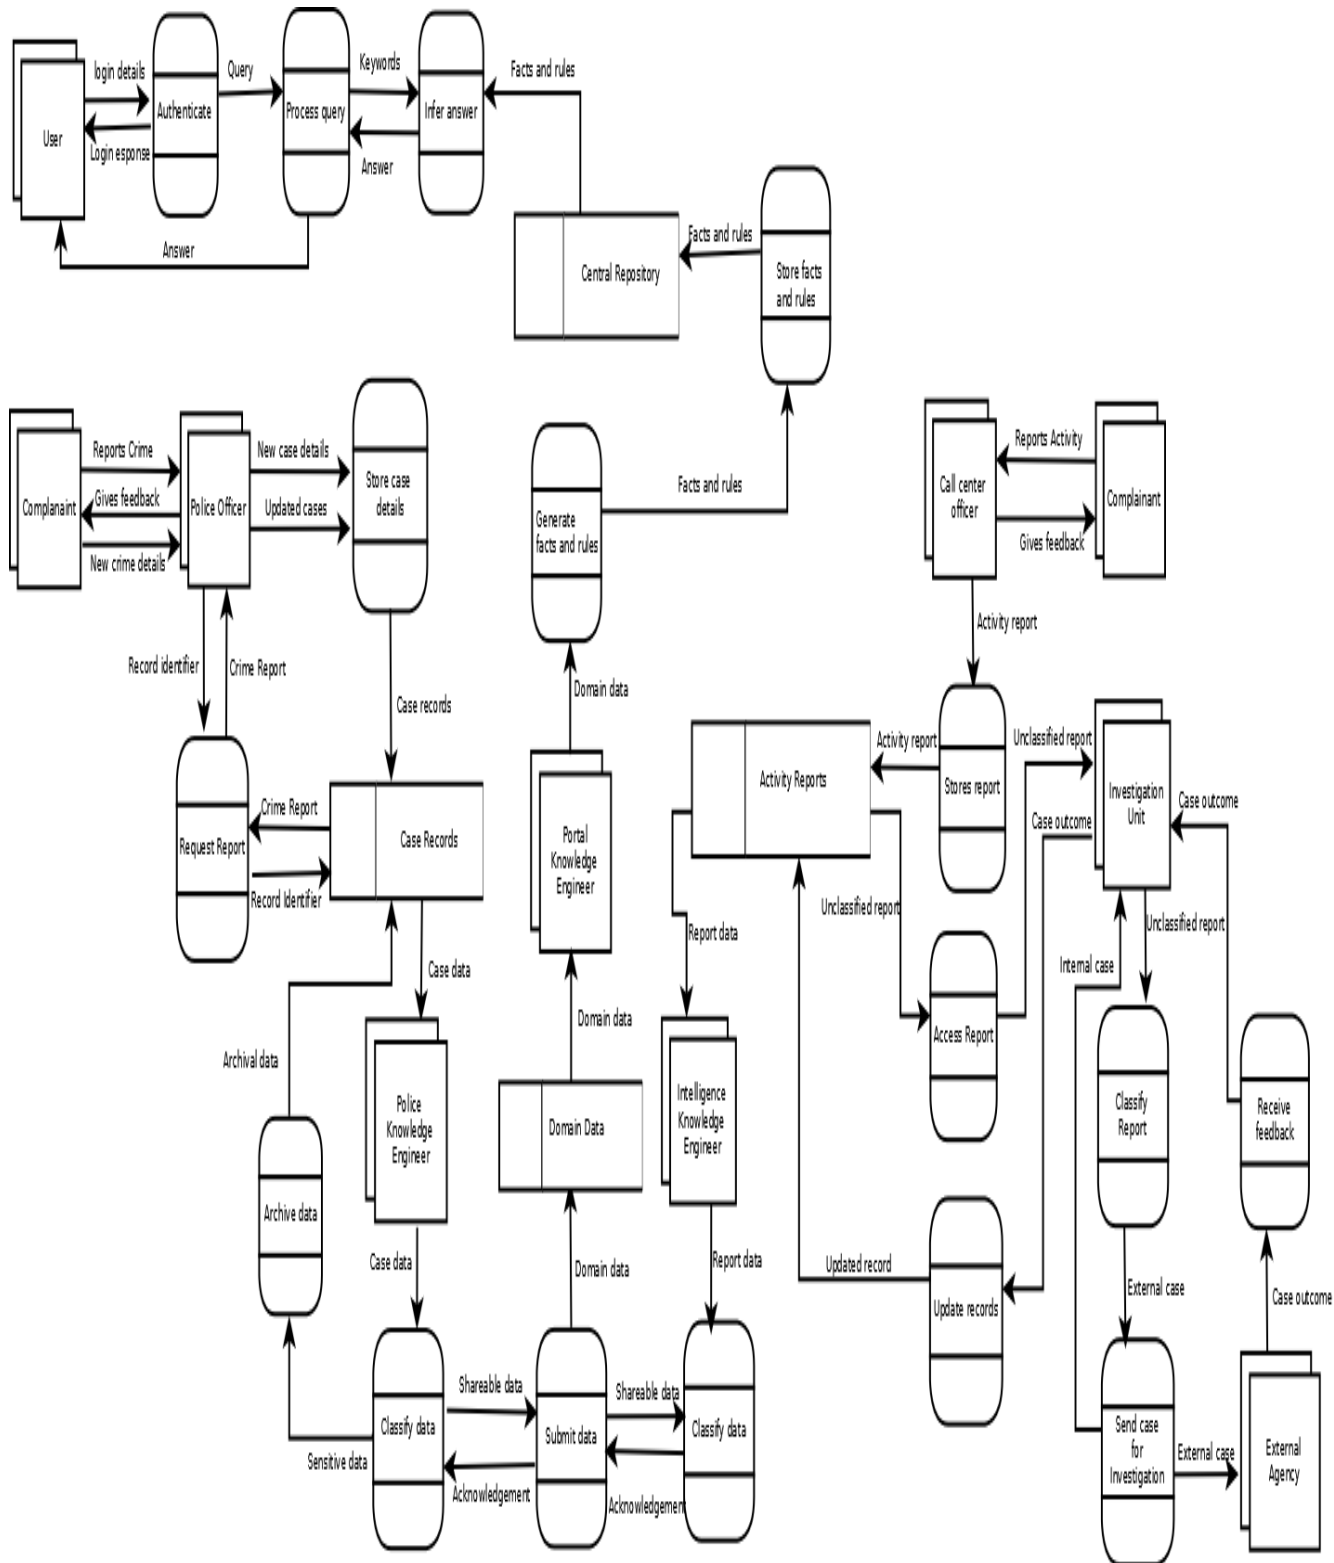 login details
Query
Keywords
Facts and rules
User
Authenticate
Process query
Infer answer
Login esponse
Answer
Answer
Facts and rules
Central Repository
Store facts
and rules
Reports Crime
New case details
Complanaint
Gives feedback
Police Officer
Updated cases
Store case
details
New crime details
Generate
facts and rules
Facts and rules
Call center
officer
Reports Activity
Complainant
Gives feedback
Activity report
Record identifier
Crime Report
Case records
Domain data
Request Report
Crime Report
Record Identifier
Case Records
Portal
Knowledge
Engineer
Activity Reports
Activity report
Stores report
Unclassified report
Investigation
Unit
Case outcome
Case outcome
Unclassified report
Unclassified report
Report data
Internal case
Case data
Domain data
Access Report
Archival data
Police
Knowledge
Engineer
Domain Data
Intelligence
Knowledge
Engineer
Classify
Report
Receive
feedback
Archive data
Case data
Domain data
Report data
Updated record
Update records
External case
Case outcome
Sensitive data
Classify data
Shareable data
Submit data
Shareable data
Classify data
Acknowledgement
Acknowledgement
Send case
for
Investigation
External case
External
Agency